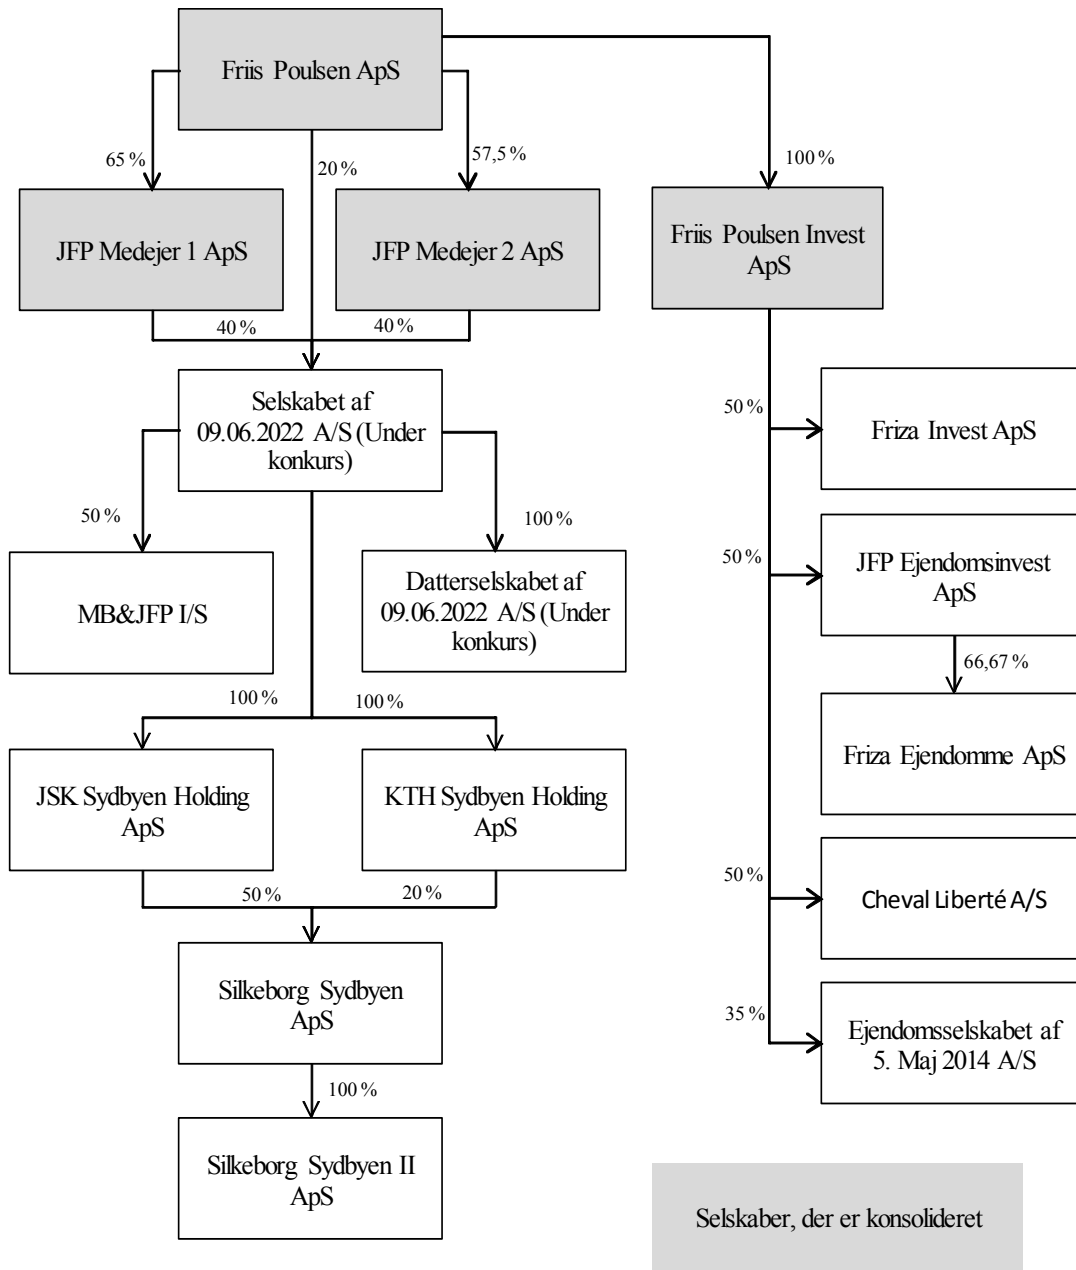 Friis Poulsen ApS
65 %
20 %
57,5 %
100 %
JFP Medejer 1 ApS
JFP Medejer 2 ApS
Friis Poulsen Invest
ApS
40 %
40 %
Selskabet af
09.06.2022 A/S (Under
konkurs)
50 %
Friza Invest ApS
50 %
100 %
MB&JFP I/S
Datterselskabet af
09.06.2022 A/S (Under
konkurs)
50 %
JFP Ejendomsinvest
ApS
66,67 %
100 %
100 %
JSK Sydbyen Holding
ApS
KTH Sydbyen Holding
ApS
Friza Ejendomme ApS
50 %
20 %
50 %
Cheval Liberté A/S
Silkeborg Sydbyen
ApS
35 %
Ejendomsselskabet af
5. Maj 2014 A/S
100 %
Silkeborg Sydbyen II
ApS
Selskaber, der er konsolideret